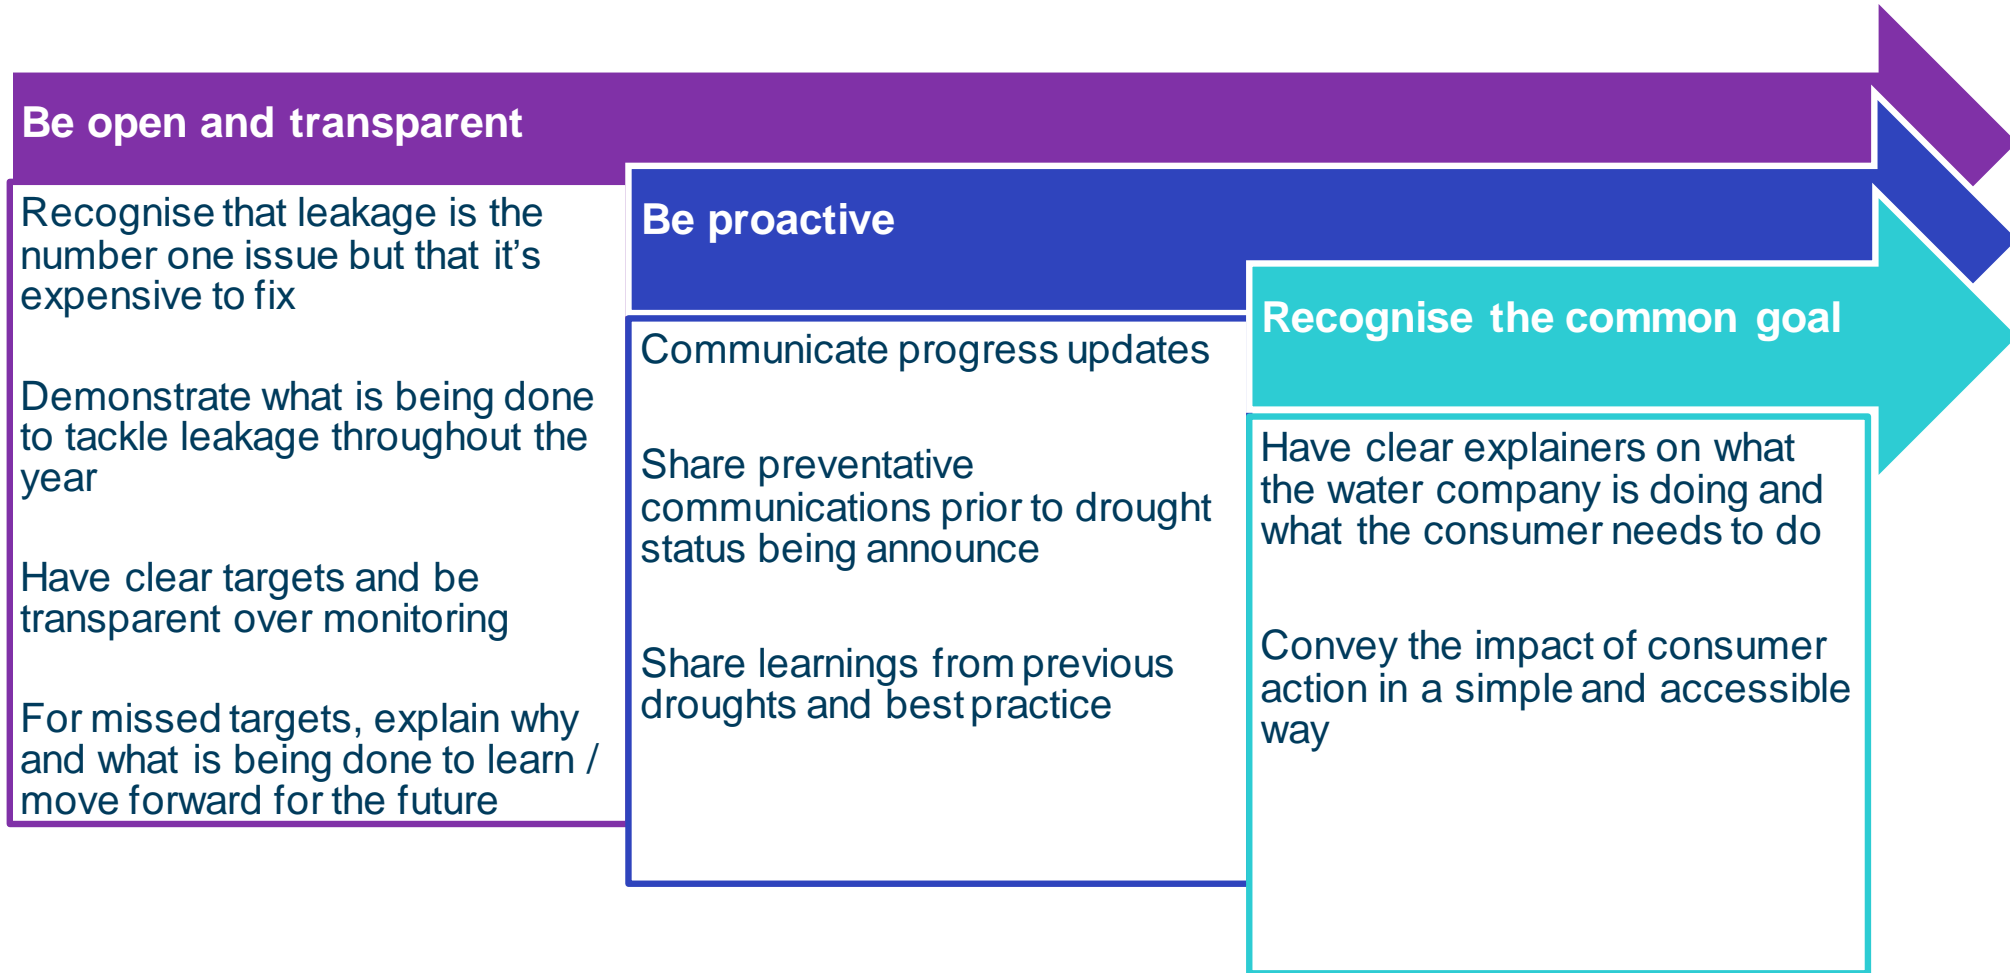 Be open and transparent
Recognise that leakage is the
number one issue but that it’s
expensive to fix
Demonstrate what is being done
to tackle leakage throughout the
year
Have clear targets and be
transparent over monitoring
For missed targets, explain why
and what is being done to learn /
move forward for the future
Be proactive
Communicate progress updates
Share preventative
communications prior to drought
status being announce
Share learnings from previous
droughts and best practice
Recognise the common goal
Have clear explainers on what
the water company is doing and
what the consumer needs to do
Convey the impact of consumer
action in a simple and accessible
way